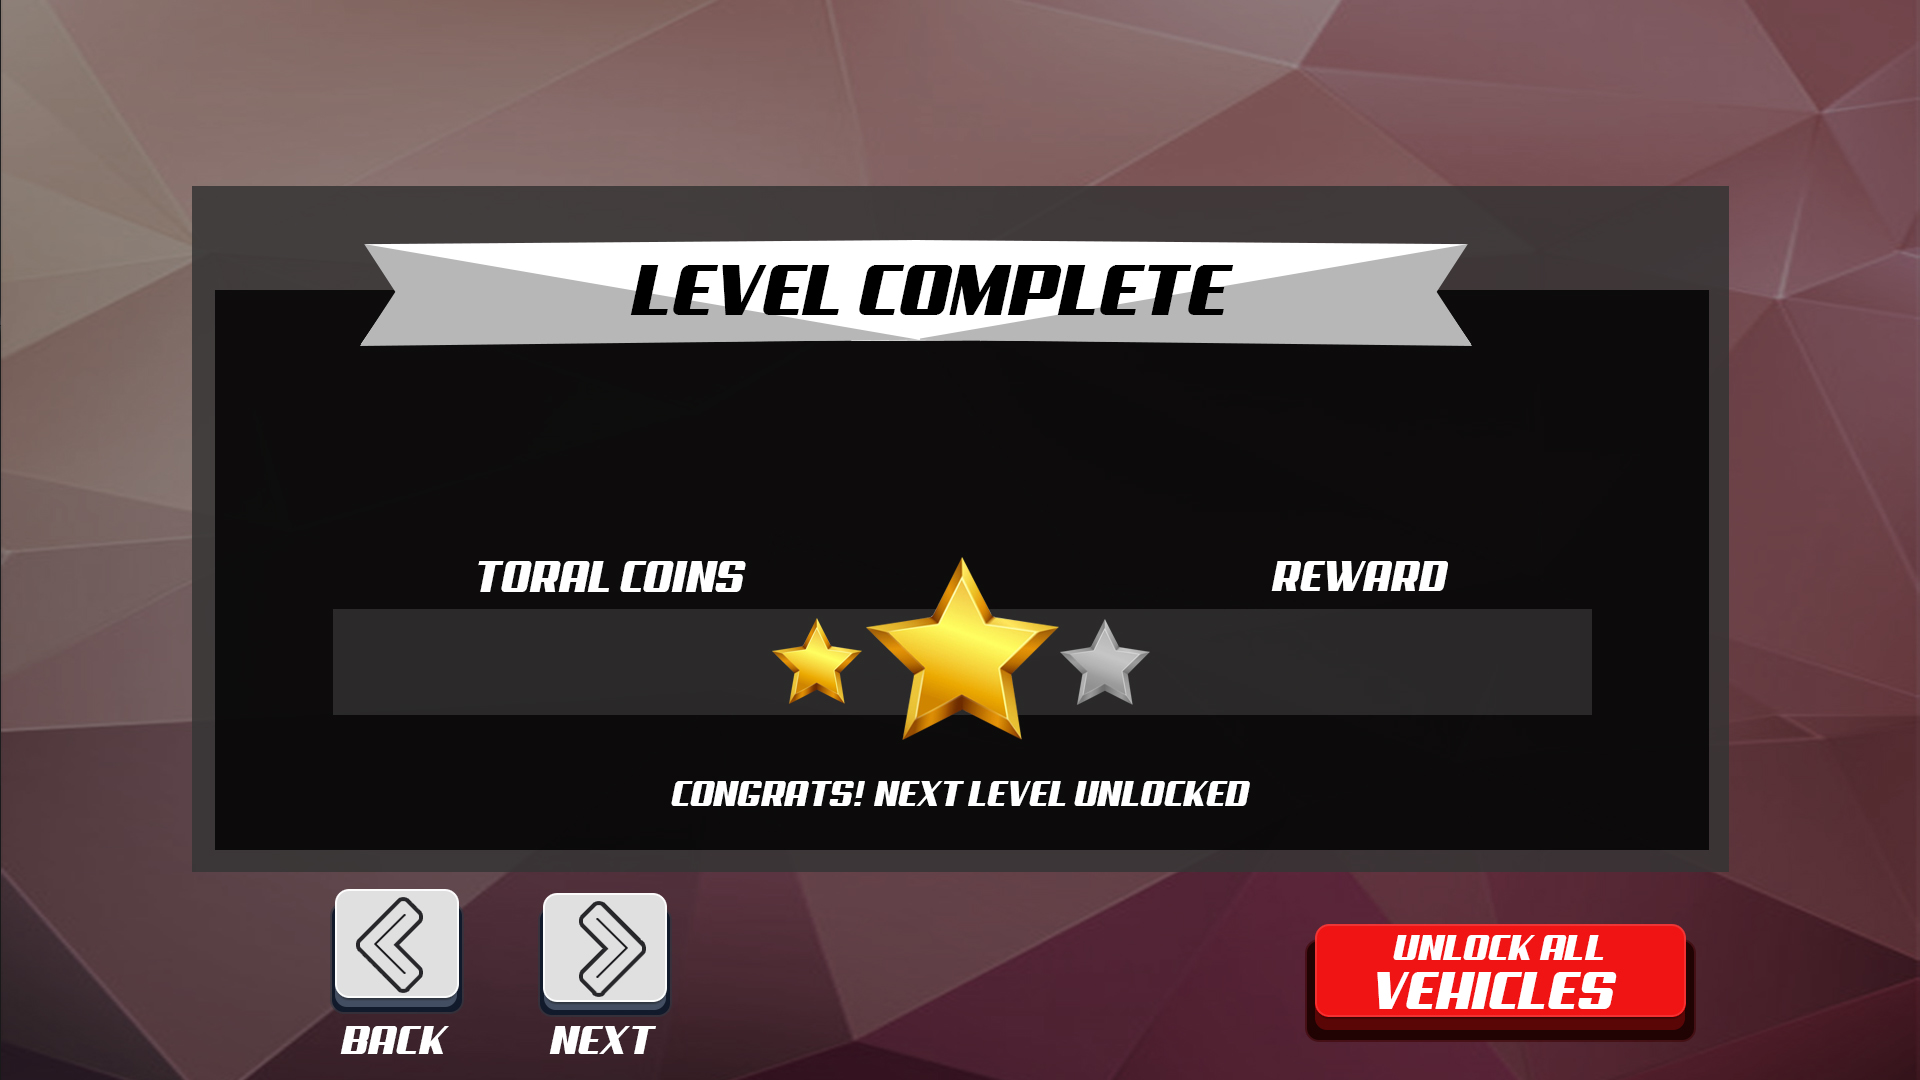 LEVEL COMPLETE
TORAL COINS
REWARD
CONGRATS! NEXT LEVEL UNLOCKED
BACK
NEXT
UNLOCK ALL
VEHICLES